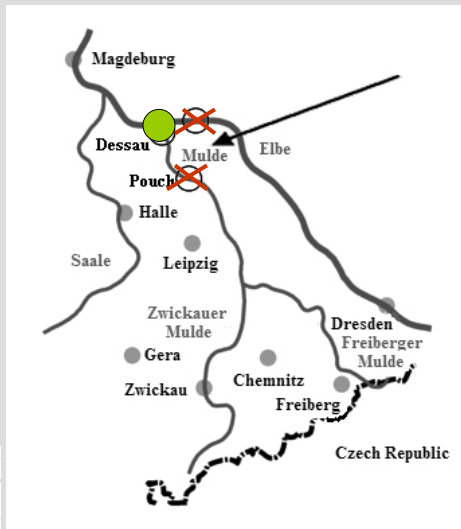 Magdeburg
Dessau
Mulde
Elbe
Pouch
Halle
Saale
Leipzig
Zwickauer
Mulde
Dresden
Freiberger
Mulde
Gera
Zwickau
Chemnitz
Freiberg
Czech Republic